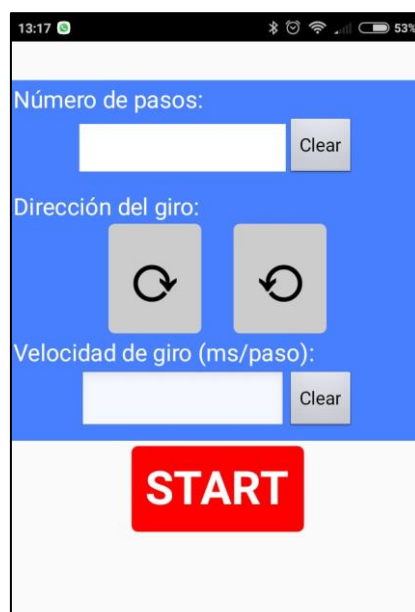 13:17 53%
Número de pasos:
Clear
Dirección del giro:
Velocidad de giro (ms/paso):
Clear
START